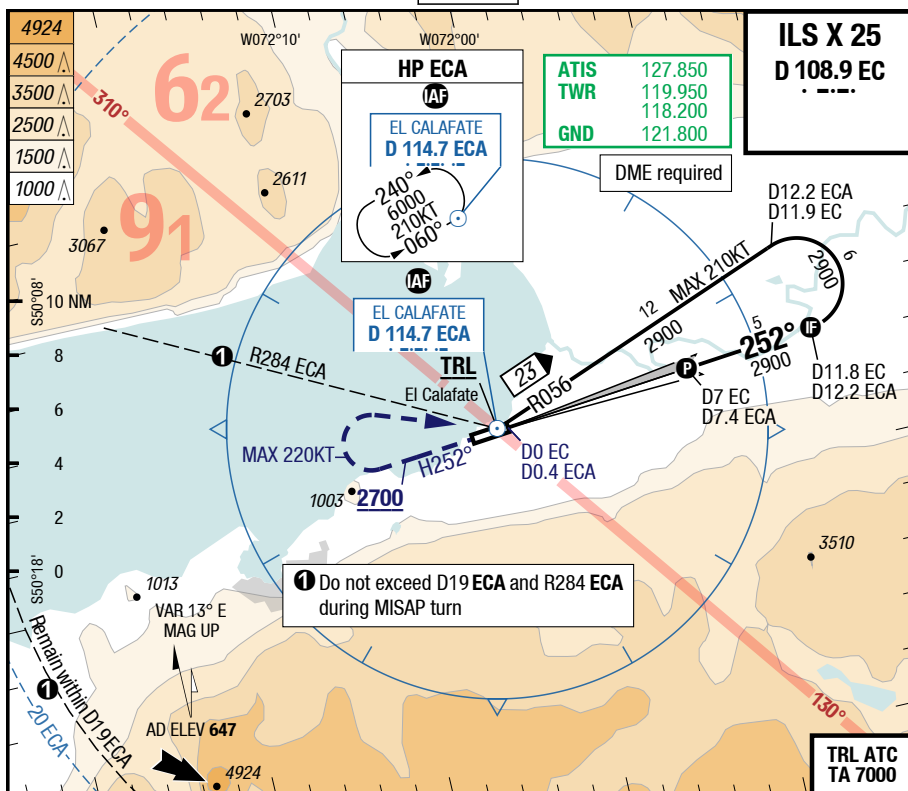 4924
4500
3500
2500
1500
1000
W072°10'
W072°00'
310°
62
91
2703
2611
3067
HP ECA
IAF
EL CALAFATE
D 114.7 ECA
240°
6000
210KT
060°
ATIS 127.850
TWR 119.950
118.200
GND 121.800
ILS X 25
D 108.9 EC
DME required
D12.2 ECA
D11.9 EC
IAF
EL CALAFATE
D 114.7 ECA
S50°08'
10 NM
8
6
4
2
0
S50°18'
1 R284 ECA
TRL
El Calafate
23
R056
12 MAX 210KT
2900
6
2900
5
252°
2900
IF
D11.8 EC
D12.2 ECA
P
D7 EC
D7.4 ECA
D0 EC
D0.4 ECA
MAX 220KT
H252°
2700
1003
3510
1013
1 Do not exceed D19 ECA and R284 ECA
during MISAP turn
VAR 13° E
MAG UP
Remain within D19 ECA
1
20 ECA
AD ELEV 647
4924
130°
TRL ATC
TA 7000